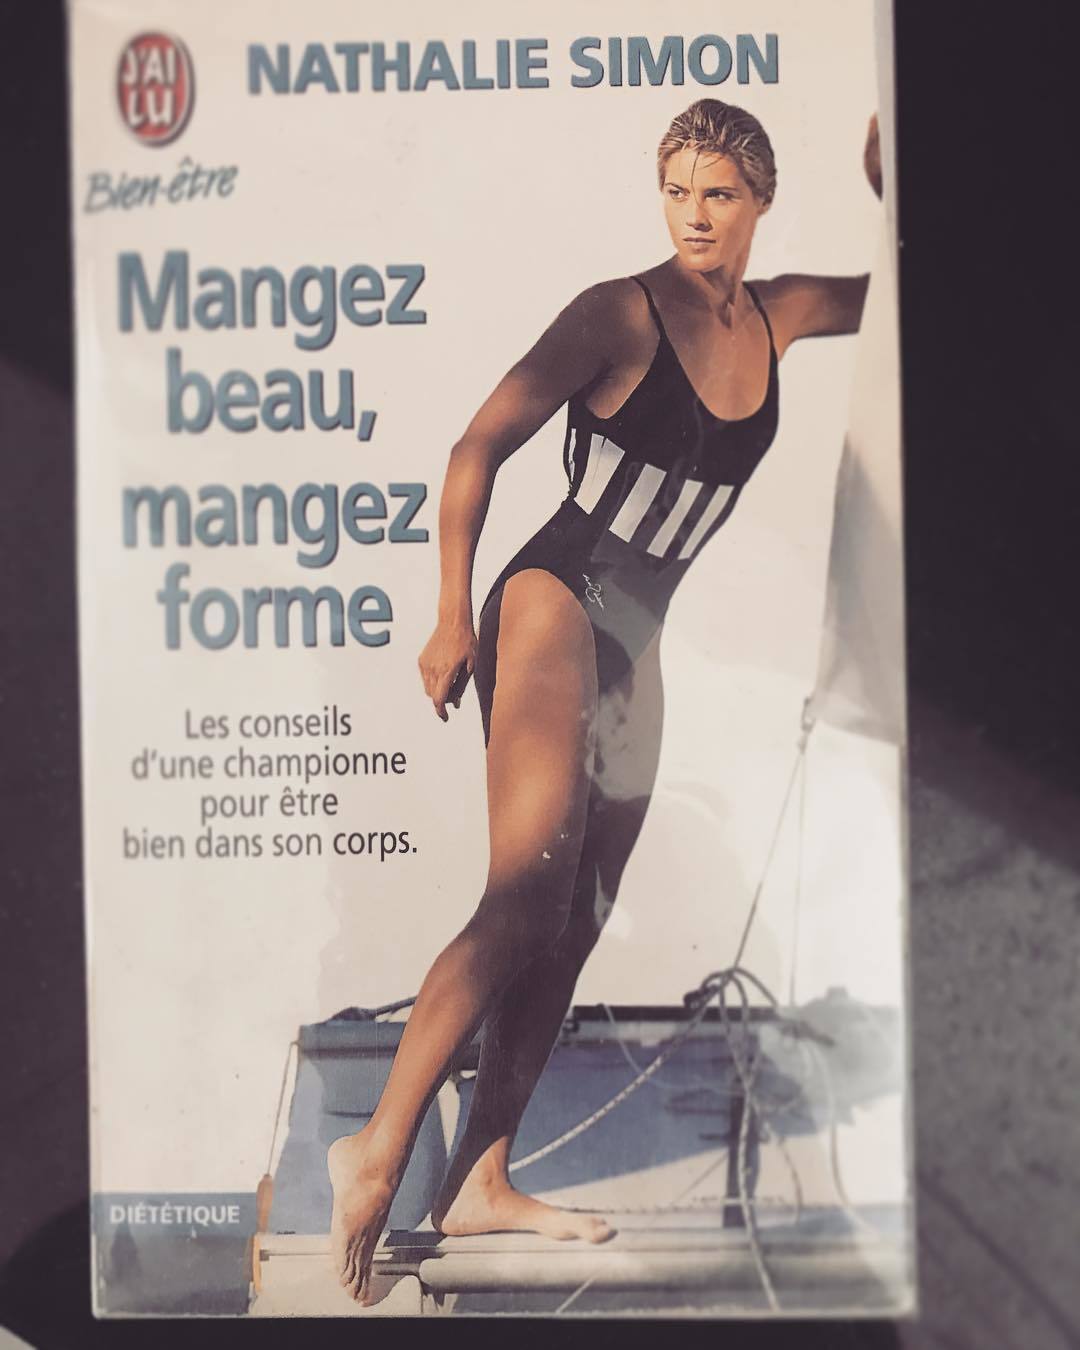 J'AI
LU
NATHALIE SIMON
Bien-être
Mangez
beau,
mangez
forme
Les conseils
d'une championne
pour être
bien dans son corps.
DIÉTÉTIQUE